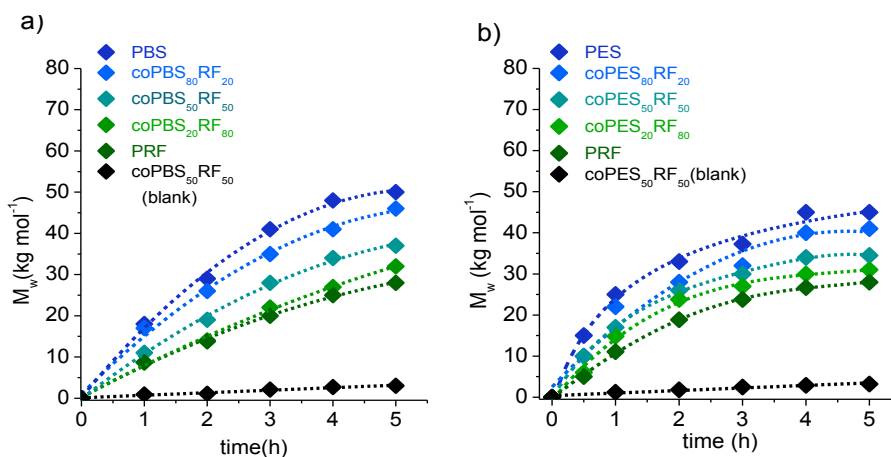 a)
PBS
coPBS₈₀RF₂₀
coPBS₅₀RF₅₀
coPBS₂₀RF₈₀
PRF
coPBS₅₀RF₅₀
(blank)
80
70
60
50
40
30
20
10
0
M_w (kg mol⁻¹)
0 1 2 3 4 5
time(h)
b)
PES
coPES₈₀RF₂₀
coPES₅₀RF₅₀
coPES₂₀RF₈₀
PRF
coPES₅₀RF₅₀(blank)
80
70
60
50
40
30
20
10
0
M_w (kg mol⁻¹)
0 1 2 3 4 5
time (h)